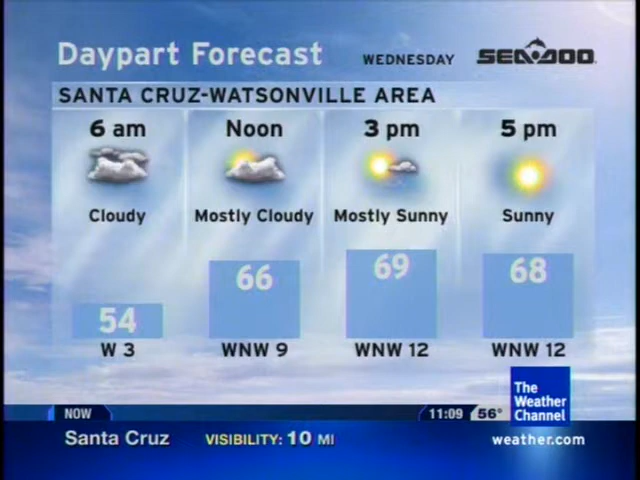 Daypart Forecast WEDNESDAY SEADOO
SANTA CRUZ-WATSONVILLE AREA
6 am Noon 3 pm 5 pm
Cloudy Mostly Cloudy Mostly Sunny Sunny
54 66 69 68
W 3 WNW 9 WNW 12 WNW 12
The
Weather
Channel
NOW 11:09 56°
Santa Cruz VISIBILITY: 10 MI weather.com